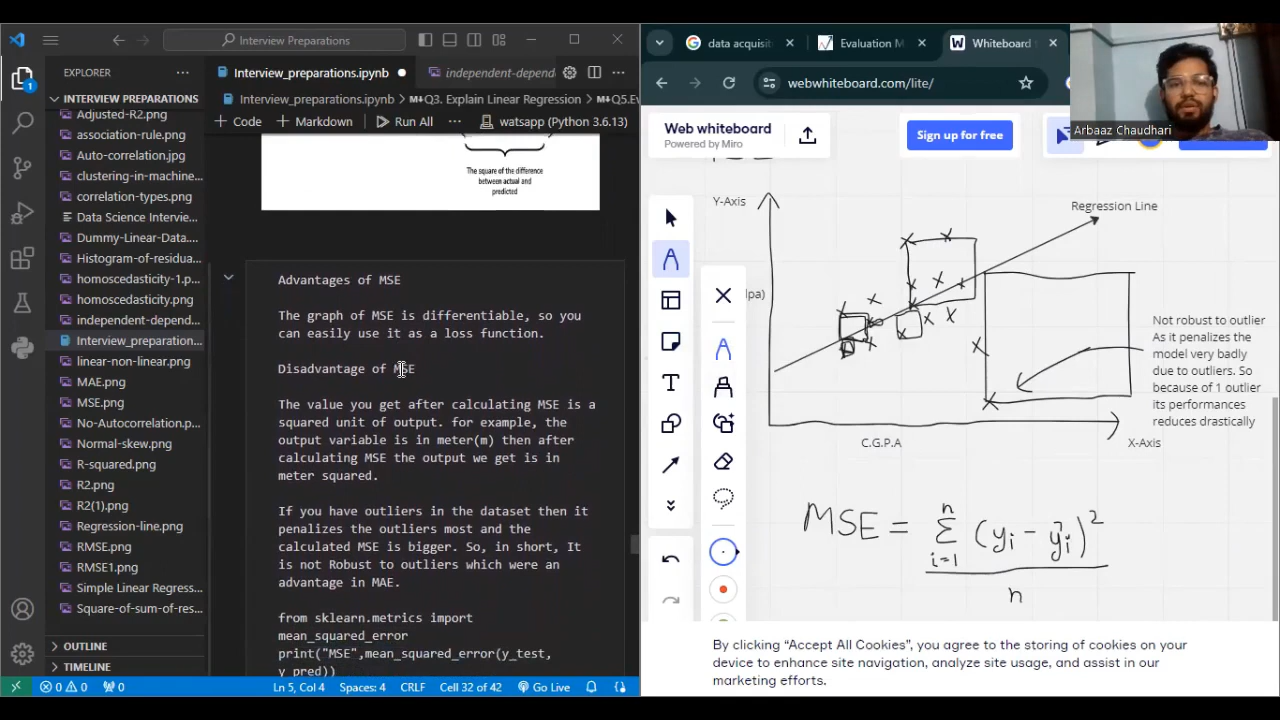 Interview Preparations
EXPLORER
INTERVIEW PREPARATIONS
Adjusted-R2.png
association-rule.png
Auto-correlation.jpg
clustering-in-machine...
correlation-types.png
Data Science Intervie...
Dummy-Linear-Data....
Histogram-of-residua...
homoscedasticity-1.p...
homoscedasticity.png
independent-depend...
Interview_preparation...
linear-non-linear.png
MAE.png
MSE.png
No-Autocorrelation.p...
Normal-skew.png
R-squared.png
R2.png
R2(1).png
Regression-line.png
RMSE.png
RMSE1.png
Simple Linear Regress...
Square-of-sum-of-res...
OUTLINE
TIMELINE
1
Interview_preparations.ipynb
independent-depend
Interview_preparations.ipynb > M↓Q3. Explain Linear Regression > M↓Q5.Ev
+ Code + Markdown Run All ... watsapp (Python 3.6.13)
The square of the difference
between actual and
predicted
Advantages of MSE
The graph of MSE is differentiable, so you
can easily use it as a loss function.
Disadvantage of MSE
The value you get after calculating MSE is a
squared unit of output. for example, the
output variable is in meter(m) then after
calculating MSE the output we get is in
meter squared.
If you have outliers in the dataset then it
penalizes the outliers most and the
calculated MSE is bigger. So, in short, It
is not Robust to outliers which were an
advantage in MAE.
from sklearn.metrics import
mean_squared_error
print("MSE",mean_squared_error(y_test,
y_pred))
0 0 0 Ln 5, Col 4 Spaces: 4 CRLF Cell 32 of 42 Go Live
data acquisit
Evaluation M
Whiteboard
webwhiteboard.com/lite/
Arbaaz Chaudhari
Web whiteboard
Powered by Miro
Sign up for free
Y-Axis
Regression Line
lpa)
Not robust to outlier
As it penalizes the
model very badly
due to outliers. So
because of 1 outlier
its performances
reduces drastically
C.G.P.A
X-Axis
MSE = n Σ i=1 (yi - ŷi)²
n
By clicking “Accept All Cookies”, you agree to the storing of cookies on your
device to enhance site navigation, analyze site usage, and assist in our
marketing efforts.